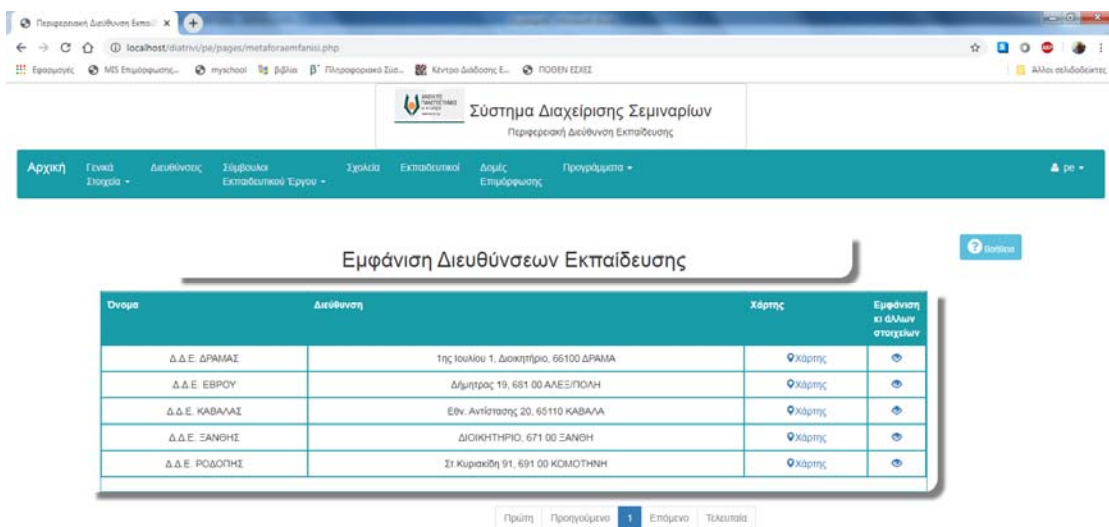 Περιφερειακή Διεύθυνση Εκπαί
localhost/diatrivi/pe/pages/metaforaemfanisi.php
Εφαρμογές MIS Επιμόρφωσης... myschool Βιβλία Β' Πληροφοριακό Σύσ... Κέντρο Διάδοσης Ε... ΠΟΘΕΝ ΕΣΧΕΣ Άλλοι σελιδοδείκτες
ΑΝΟΙΚΤΟ
ΠΑΝΕΠΙΣΤΗΜΙΟ
Σύστημα Διαχείρισης Σεμιναρίων
Περιφερειακή Διεύθυνση Εκπαίδευσης
Αρχική Γενικά Στοιχεία Διευθύνσεις Σύμβουλοι Εκπαιδευτικού Έργου Σχολεία Εκπαιδευτικοί Δομές Επιμόρφωσης Προγράμματα pe
Εμφάνιση Διευθύνσεων Εκπαίδευσης
Βοήθεια
Όνομα Διεύθυνση Χάρτης Εμφάνιση κι άλλων στοιχείων
Δ.Δ.Ε. ΔΡΑΜΑΣ 1ης Ιουλίου 1, Διοικητήριο, 66100 ΔΡΑΜΑ Χάρτης
Δ.Δ.Ε. ΕΒΡΟΥ Δήμητρας 19, 681 00 ΑΛΕΞ/ΠΟΛΗ Χάρτης
Δ.Δ.Ε. ΚΑΒΑΛΑΣ Εθν. Αντίστασης 20, 65110 ΚΑΒΑΛΑ Χάρτης
Δ.Δ.Ε. ΞΑΝΘΗΣ ΔΙΟΙΚΗΤΗΡΙΟ, 671 00 ΞΑΝΘΗ Χάρτης
Δ.Δ.Ε. ΡΟΔΟΠΗΣ Στ.Κυριακίδη 91, 691 00 ΚΟΜΟΤΗΝΗ Χάρτης
Πρώτη Προηγούμενο 1 Επόμενο Τελευταία